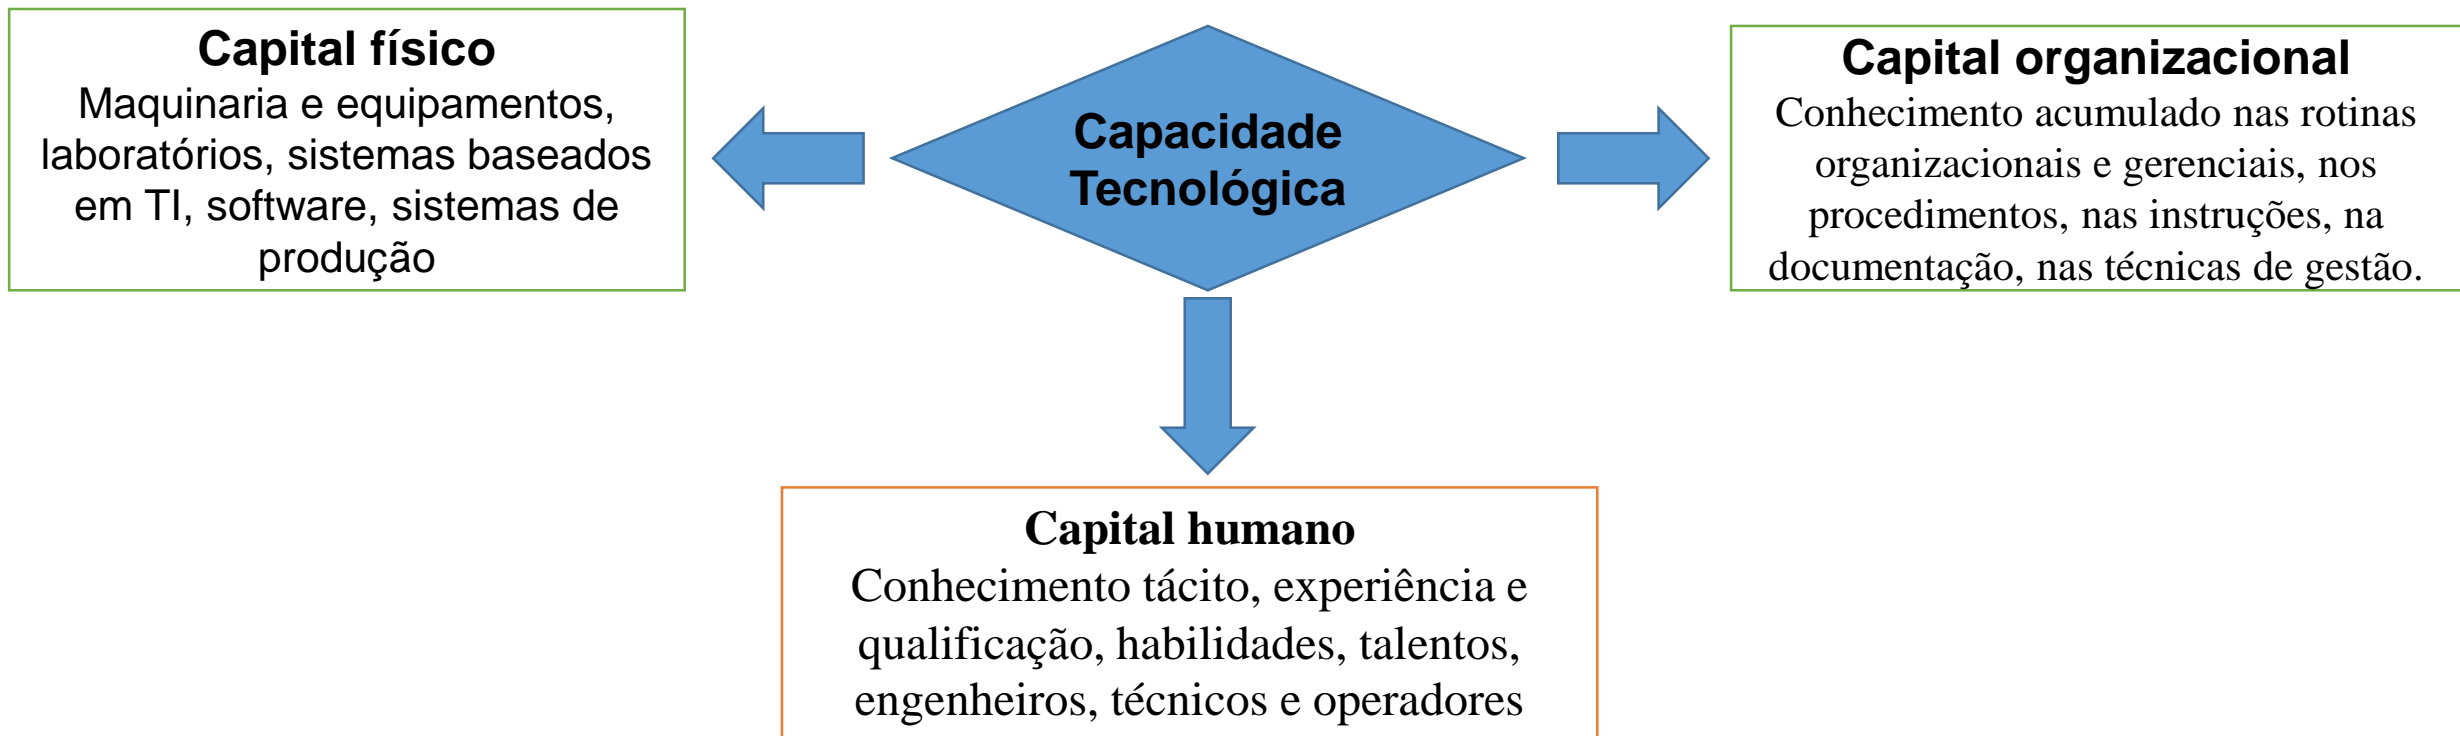 Capital físico
Maquinaria e equipamentos,
laboratórios, sistemas baseados
em TI, software, sistemas de
produção
Capacidade
Tecnológica
Capital organizacional
Conhecimento acumulado nas rotinas
organizacionais e gerenciais, nos
procedimentos, nas instruções, na
documentação, nas técnicas de gestão.
Capital humano
Conhecimento tácito, experiência e
qualificação, habilidades, talentos,
engenheiros, técnicos e operadores